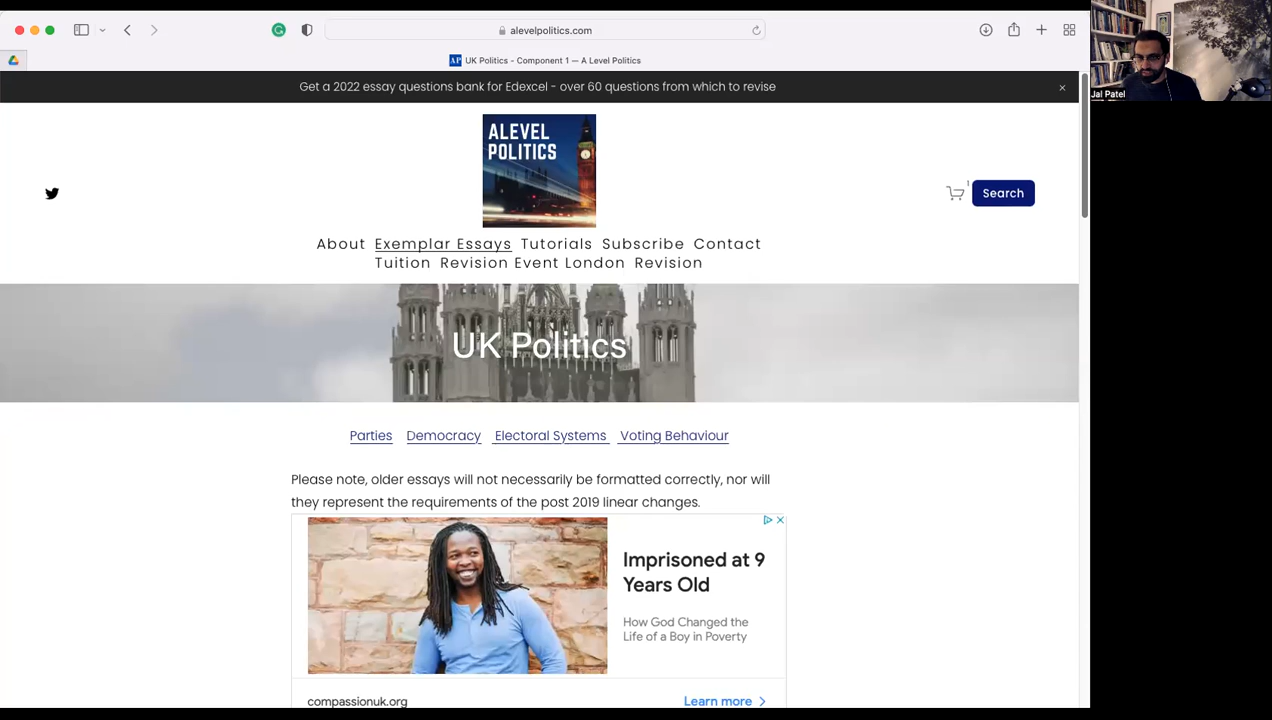 alevelpolitics.com
UK Politics - Component 1 — A Level Politics
Get a 2022 essay questions bank for Edexcel - over 60 questions from which to revise
ALEVEL
POLITICS
1
Search
About Exemplar Essays Tutorials Subscribe Contact
Tuition Revision Event London Revision
UK Politics
Parties Democracy Electoral Systems Voting Behaviour
Please note, older essays will not necessarily be formatted correctly, nor will
they represent the requirements of the post 2019 linear changes.
Imprisoned at 9
Years Old
How God Changed the
Life of a Boy in Poverty
compassionuk.org
Learn more
Jal Patel